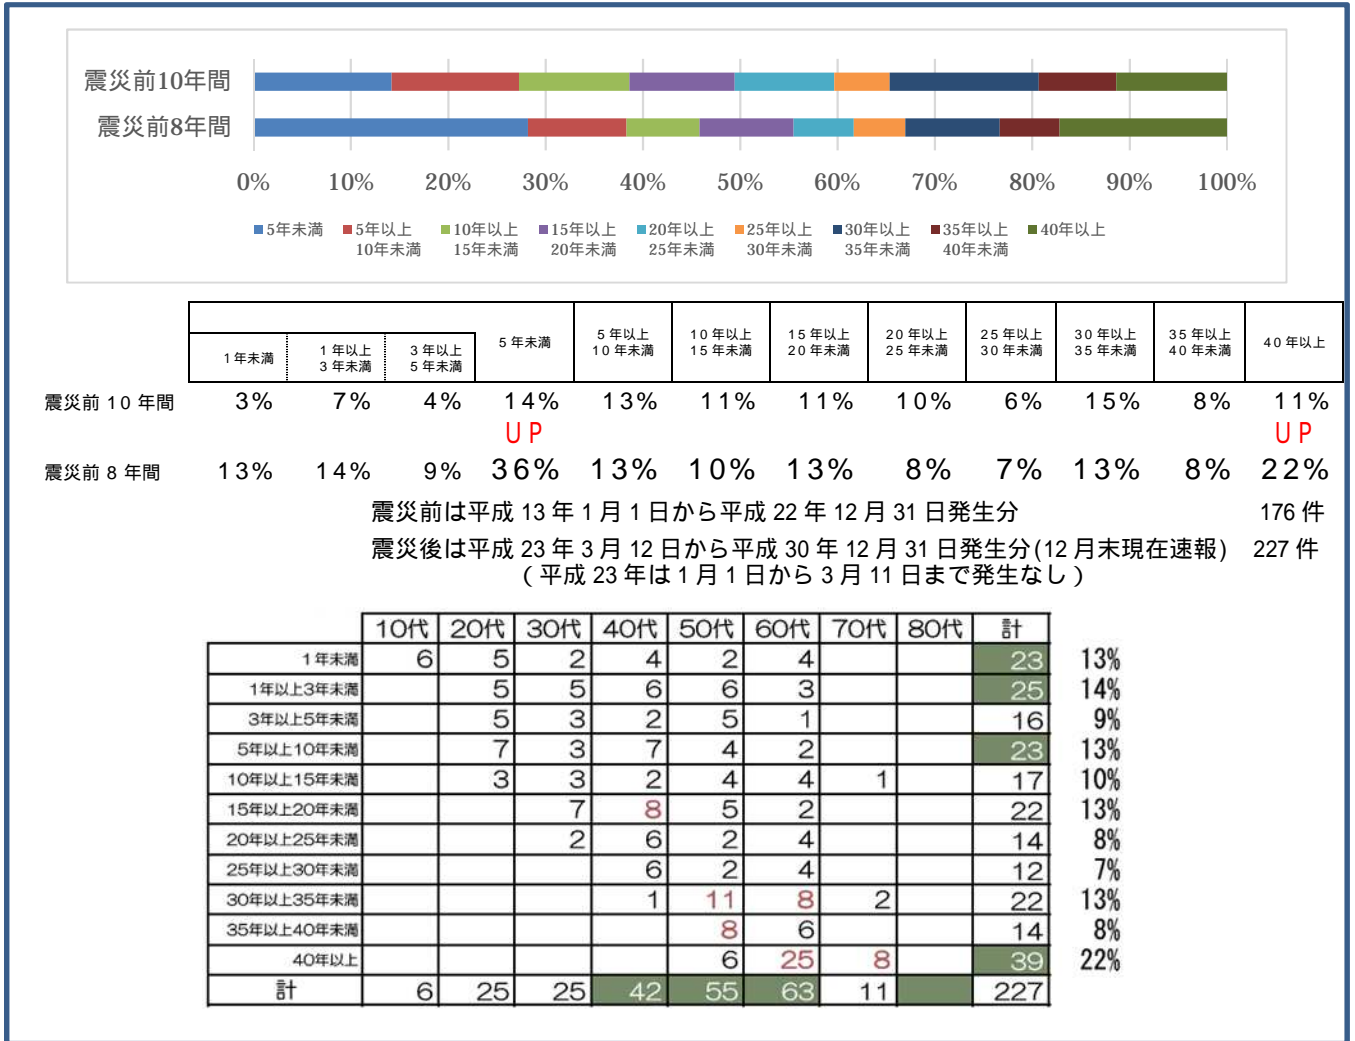 震災前10年間
震災前8年間
0% 10% 20% 30% 40% 50% 60% 70% 80% 90% 100%
5年未満 5年以上 10年以上 15年以上 20年以上 25年以上 30年以上 35年以上 40年以上
10年未満 15年未満 20年未満 25年未満 30年未満 35年未満 40年未満
1年未満 1年以上 3年未満 3年以上 5年未満 5年未満 5年以上 10年未満 10年以上 15年未満 15年以上 20年未満 20年以上 25年未満 25年以上 30年未満 30年以上 35年未満 35年以上 40年未満 40年以上
震災前10年間 3% 7% 4% 14% 13% 11% 11% 10% 6% 15% 8% 11%
UP UP
震災前8年間 13% 14% 9% 36% 13% 10% 13% 8% 7% 13% 8% 22%
震災前は平成13年1月1日から平成22年12月31日発生分 176件
震災後は平成23年3月12日から平成30年12月31日発生分(12月末現在速報) 227件
(平成23年は1月1日から3月11日まで発生なし)
10代 20代 30代 40代 50代 60代 70代 80代 計
1年未満 6 5 2 4 2 4 23 13%
1年以上3年未満 5 5 6 6 3 25 14%
3年以上5年未満 5 3 2 5 1 16 9%
5年以上10年未満 7 3 7 4 2 23 13%
10年以上15年未満 3 3 2 4 4 1 17 10%
15年以上20年未満 7 8 5 2 22 13%
20年以上25年未満 2 6 2 4 14 8%
25年以上30年未満 6 2 4 12 7%
30年以上35年未満 1 11 8 2 22 13%
35年以上40年未満 8 6 14 8%
40年以上 6 25 8 39 22%
計 6 25 25 42 55 63 11 227